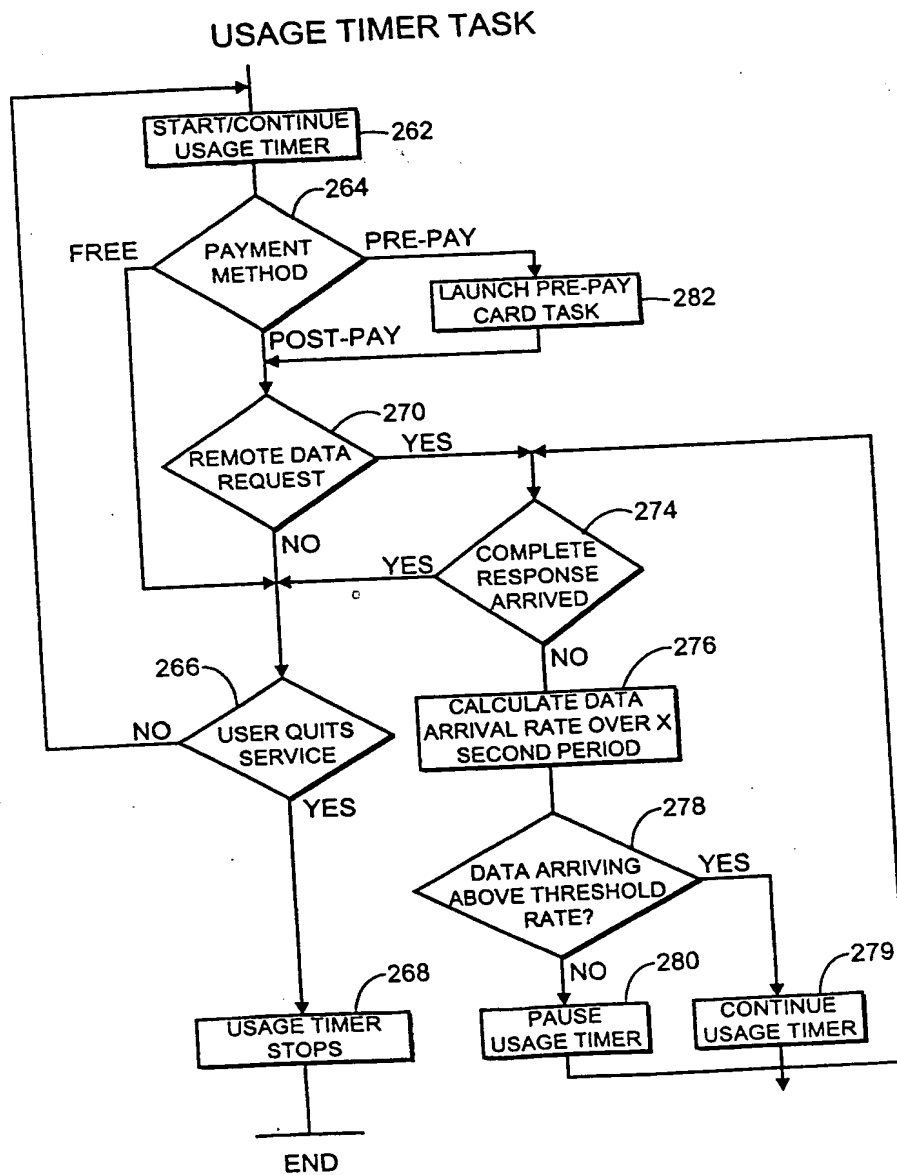 USAGE TIMER TASK
START/CONTINUE
USAGE TIMER
262
264
FREE
PAYMENT
METHOD
PRE-PAY
LAUNCH PRE-PAY
CARD TASK
282
POST-PAY
270
REMOTE DATA
REQUEST
YES
NO
274
COMPLETE
RESPONSE
ARRIVED
YES
NO
276
CALCULATE DATA
ARRIVAL RATE OVER X
SECOND PERIOD
266
NO
USER QUITS
SERVICE
YES
278
DATA ARRIVING
ABOVE THRESHOLD
RATE?
YES
NO
268
USAGE TIMER
STOPS
280
PAUSE
USAGE TIMER
279
CONTINUE
USAGE TIMER
END